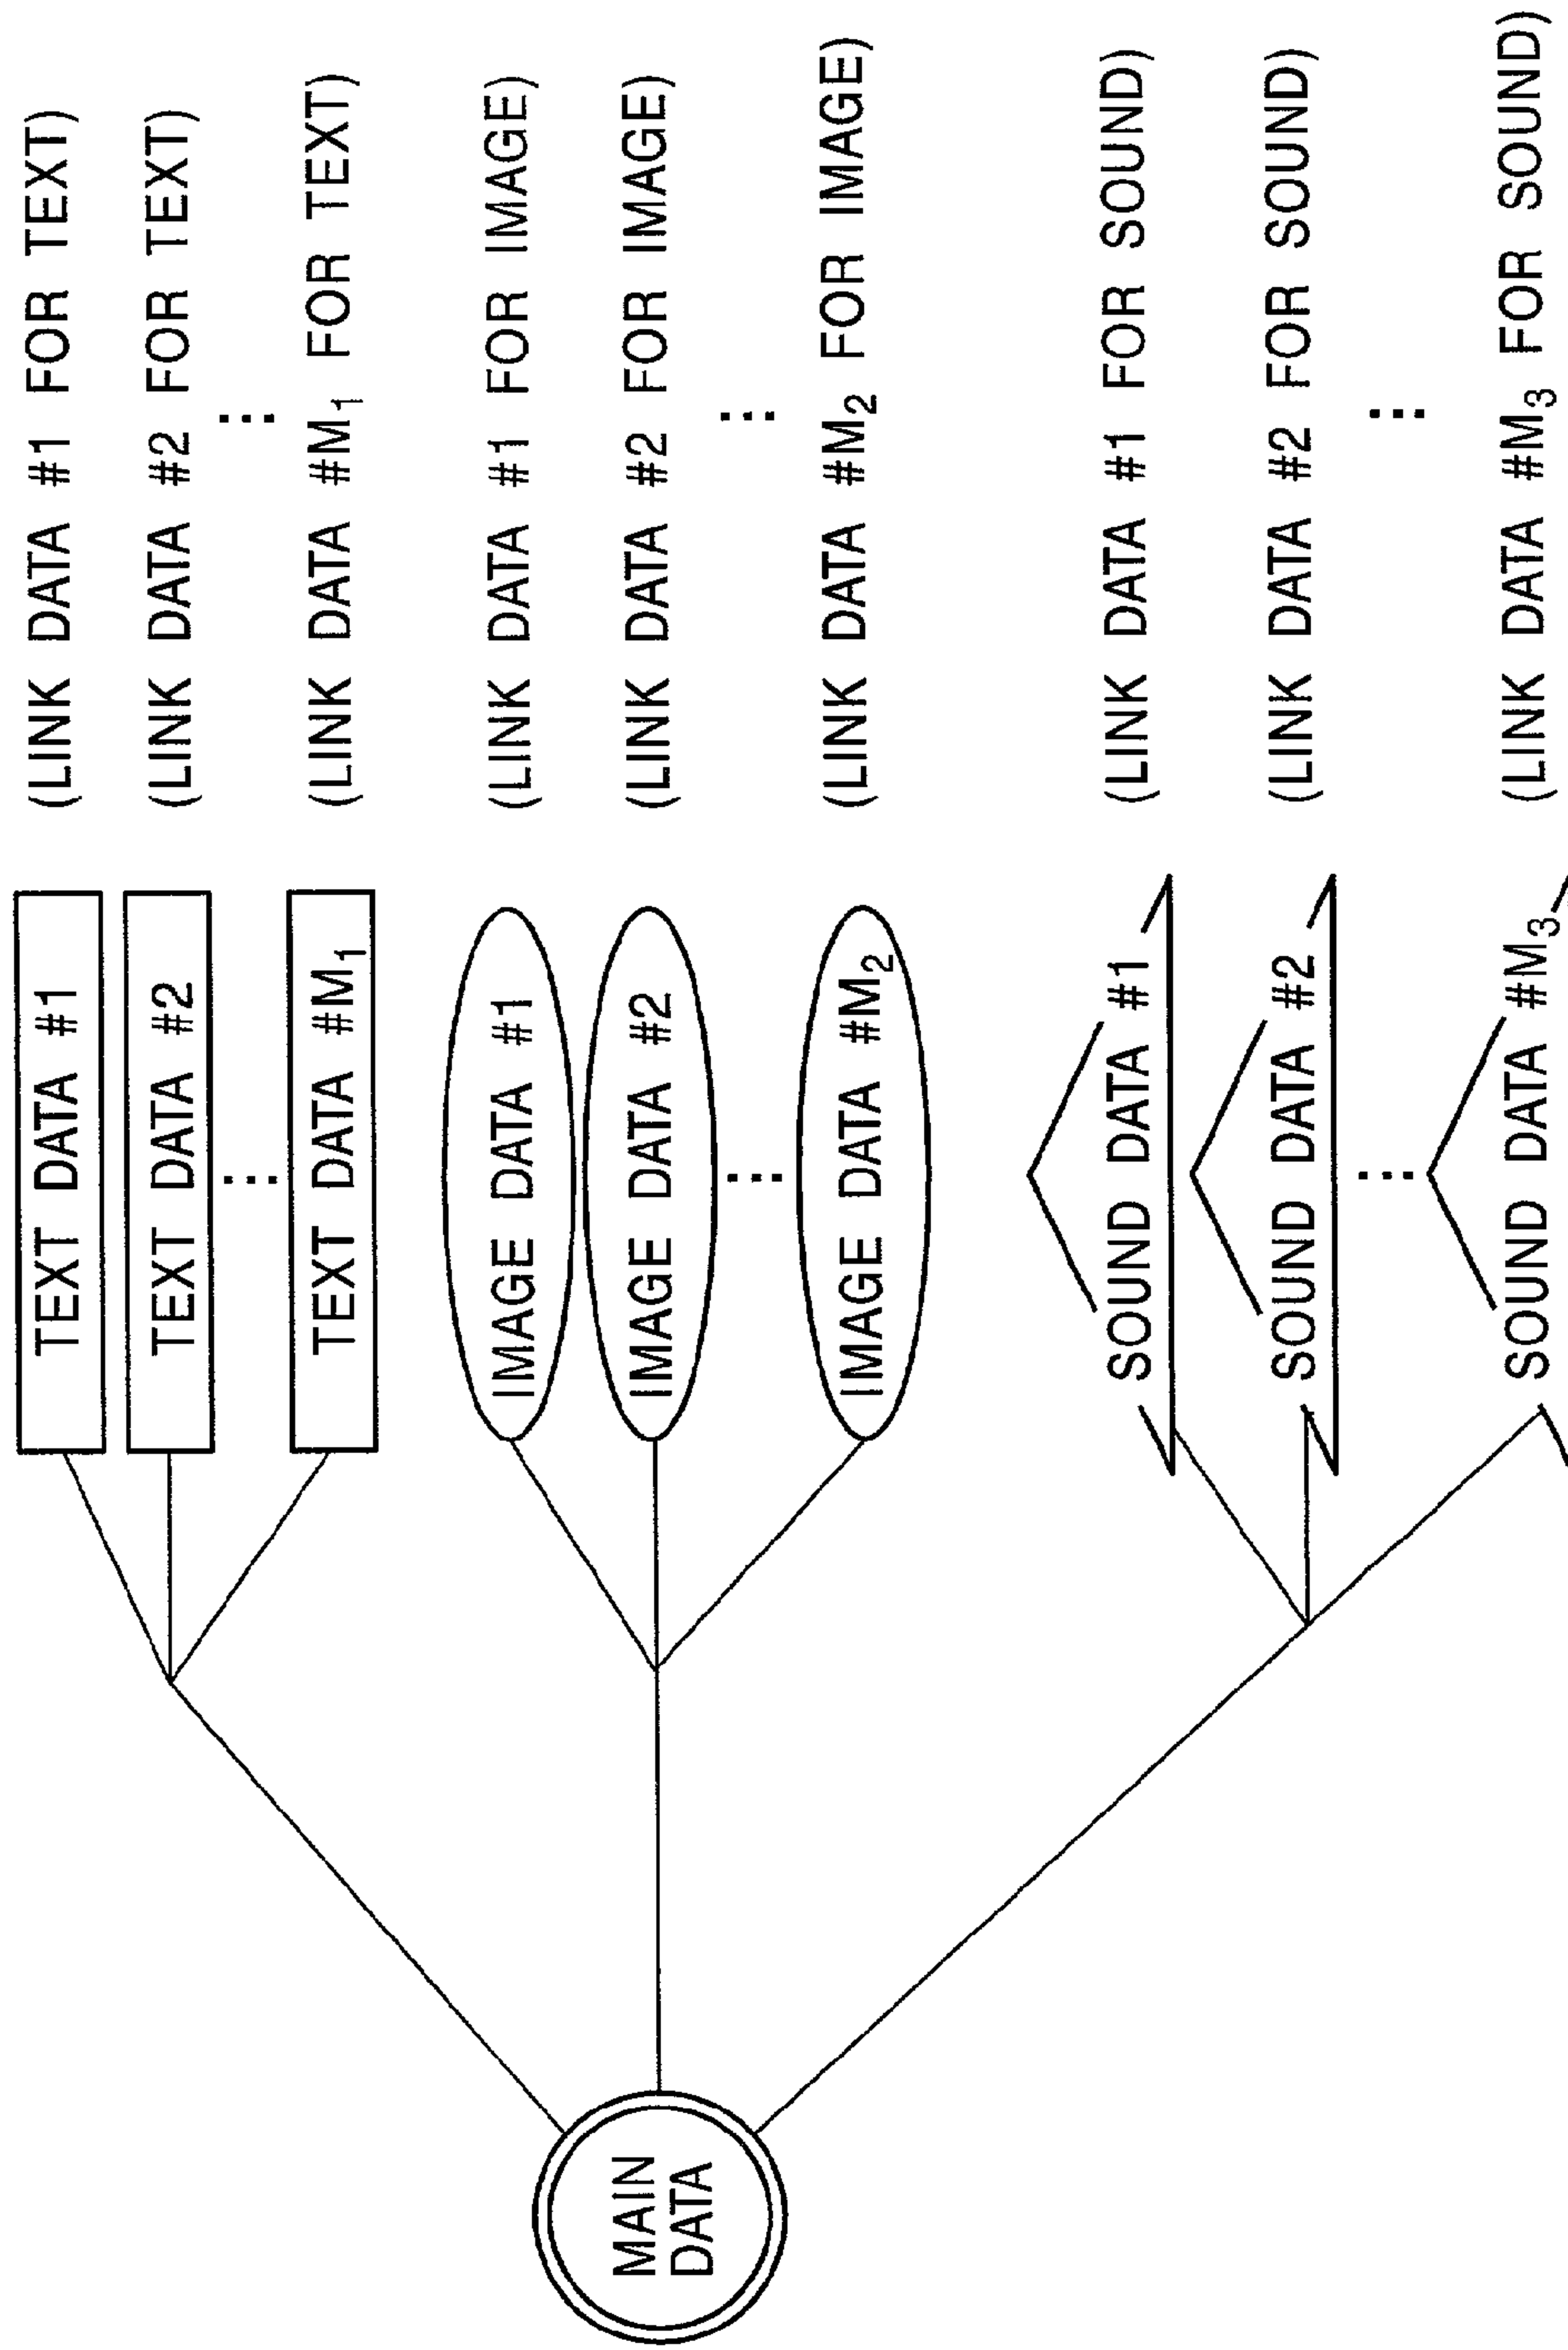 MAIN
DATA
TEXT DATA #1 (LINK DATA #1 FOR TEXT)
TEXT DATA #2 (LINK DATA #2 FOR TEXT)
⋮ ⋮
TEXT DATA #M₁ (LINK DATA #M₁ FOR TEXT)
IMAGE DATA #1 (LINK DATA #1 FOR IMAGE)
IMAGE DATA #2 (LINK DATA #2 FOR IMAGE)
⋮ ⋮
IMAGE DATA #M₂ (LINK DATA #M₂ FOR IMAGE)
SOUND DATA #1 (LINK DATA #1 FOR SOUND)
SOUND DATA #2 (LINK DATA #2 FOR SOUND)
⋮ ⋮
SOUND DATA #M₃ (LINK DATA #M₃ FOR SOUND)